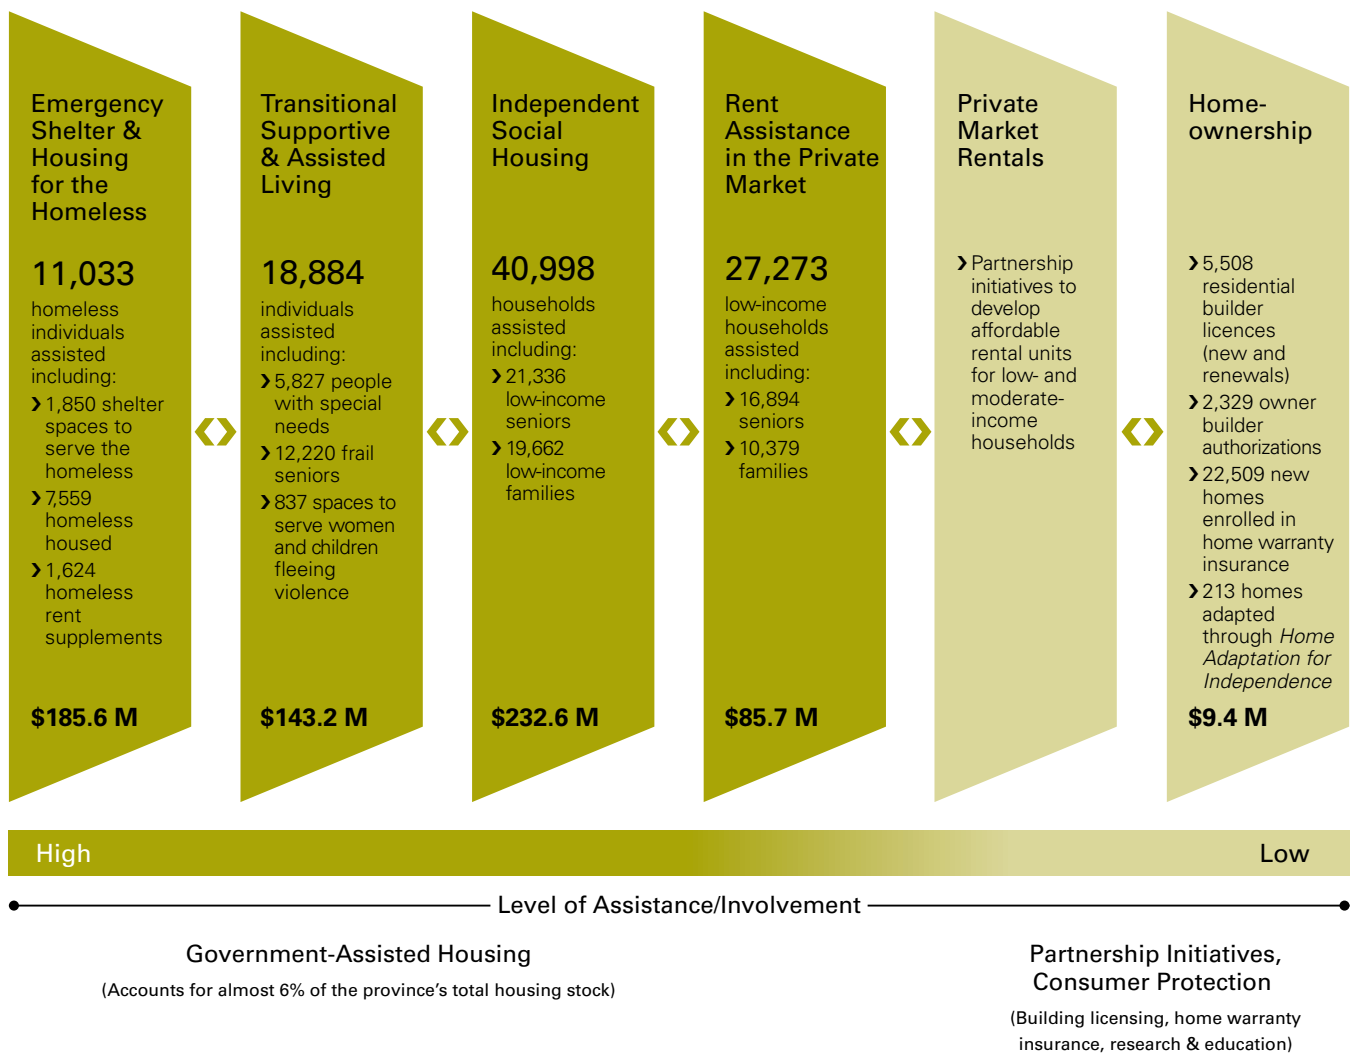 Emergency
Shelter &
Housing
for the
Homeless
11,033
homeless
individuals
assisted
including:
❯ 1,850 shelter
spaces to
serve the
homeless
❯ 7,559
homeless
housed
❯ 1,624
homeless
rent
supplements
$185.6 M
Transitional
Supportive
& Assisted
Living
18,884
individuals
assisted
including:
❯ 5,827 people
with special
needs
❯ 12,220 frail
seniors
❯ 837 spaces to
serve women
and children
fleeing
violence
$143.2 M
Independent
Social
Housing
40,998
households
assisted
including:
❯ 21,336
low-income
seniors
❯ 19,662
low-income
families
$232.6 M
Rent
Assistance
in the Private
Market
27,273
low-income
households
assisted
including:
❯ 16,894
seniors
❯ 10,379
families
$85.7 M
Private
Market
Rentals
❯ Partnership
initiatives to
develop
affordable
rental units
for low- and
moderate-
income
households
Home-
ownership
❯ 5,508
residential
builder
licences
(new and
renewals)
❯ 2,329 owner
builder
authorizations
❯ 22,509 new
homes
enrolled in
home warranty
insurance
❯ 213 homes
adapted
through Home
Adaptation for
Independence
$9.4 M
High
Low
Level of Assistance/Involvement
Government-Assisted Housing
(Accounts for almost 6% of the province’s total housing stock)
Partnership Initiatives,
Consumer Protection
(Building licensing, home warranty
insurance, research & education)